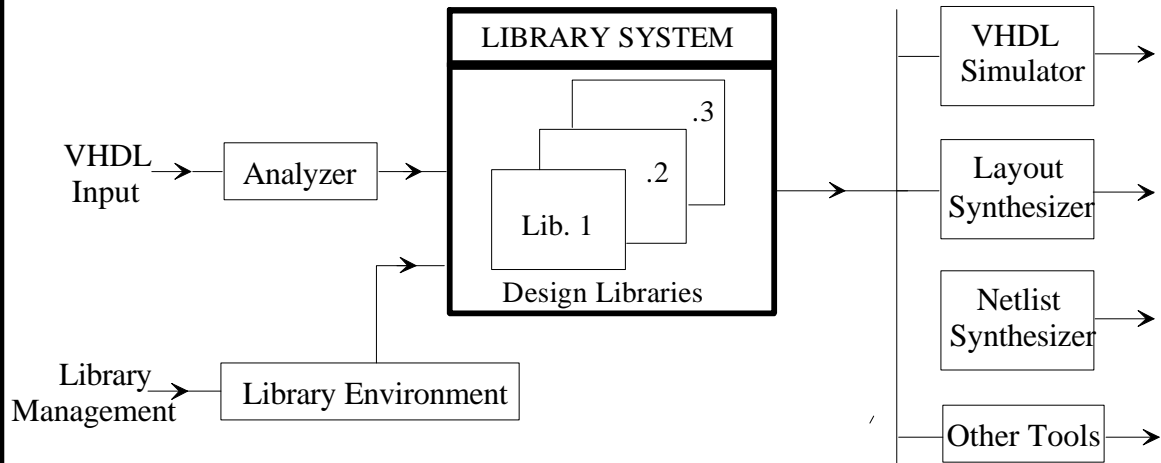 LIBRARY SYSTEM
VHDL
Input
Analyzer
.3
.2
Lib. 1
Design Libraries
Library
Management
Library Environment
VHDL
Simulator
Layout
Synthesizer
Netlist
Synthesizer
Other Tools